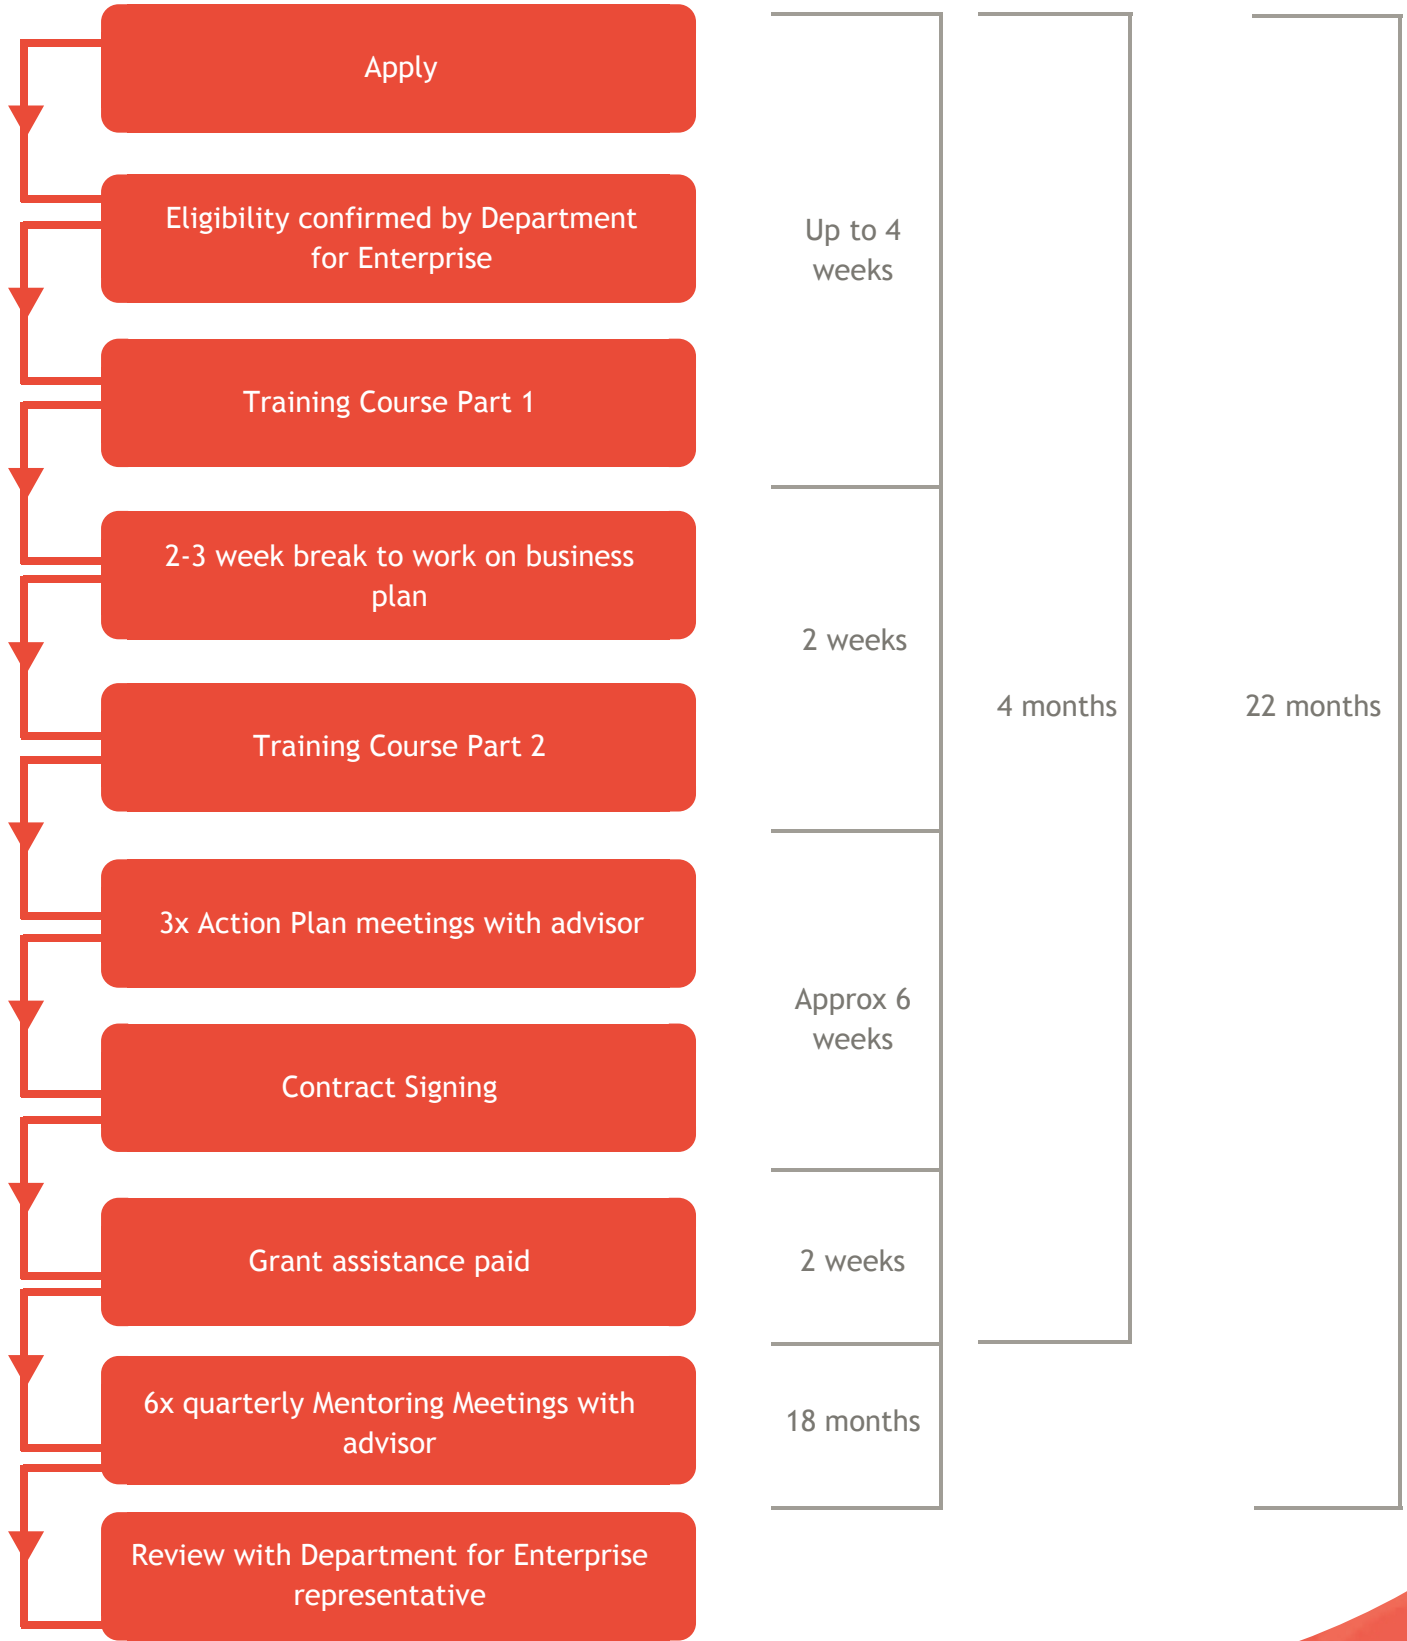 Apply
Eligibility confirmed by Department
for Enterprise
Up to 4
weeks
Training Course Part 1
2-3 week break to work on business
plan
2 weeks
4 months
22 months
Training Course Part 2
3x Action Plan meetings with advisor
Approx 6
weeks
Contract Signing
Grant assistance paid
2 weeks
6x quarterly Mentoring Meetings with
advisor
18 months
Review with Department for Enterprise
representative